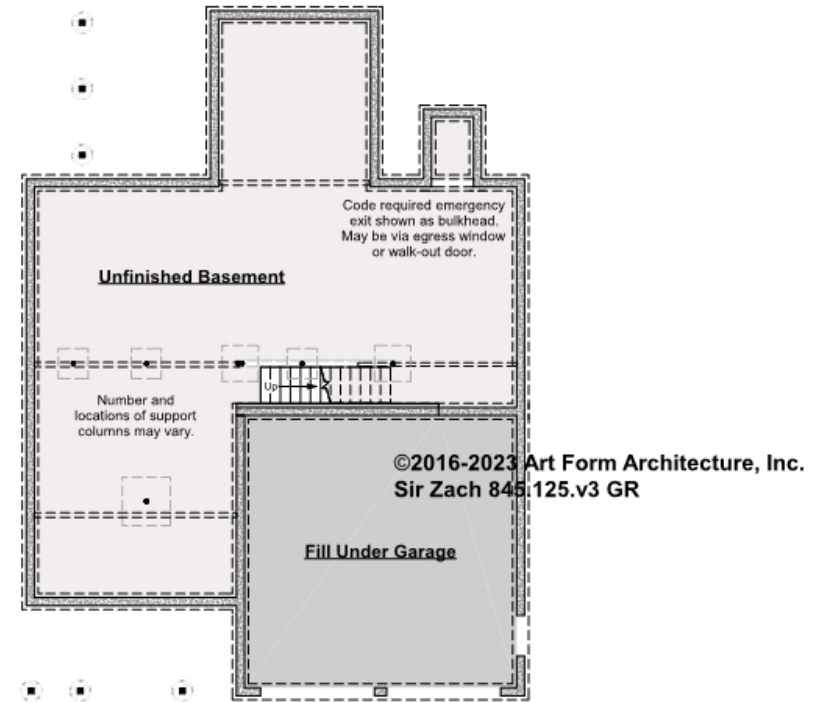 Code required emergency
exit shown as bulkhead.
May be via egress window
or walk-out door.
Unfinished Basement
Up
Number and
locations of support
columns may vary.
©2016-2023 Art Form Architecture, Inc.
Sir Zach 845.125.v3 GR
Fill Under Garage